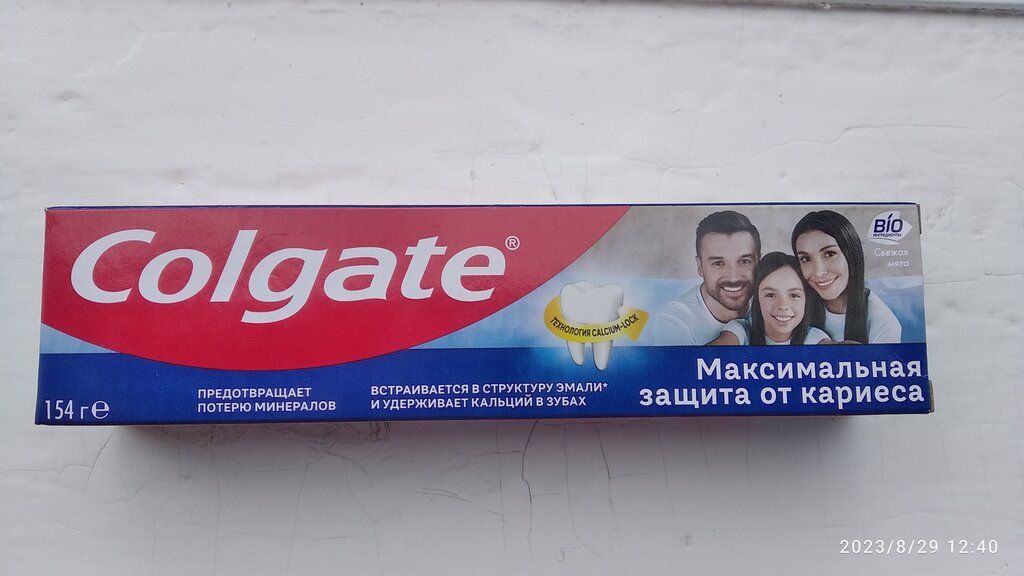 Colgate®
BIO
ИНГРЕДИЕНТЫ
Свежая
мята
ТЕХНОЛОГИЯ CALCIUM-LOCK
Максимальная
защита от кариеса
ПРЕДОТВРАЩАЕТ
ПОТЕРЮ МИНЕРАЛОВ
ВСТРАИВАЕТСЯ В СТРУКТУРУ ЭМАЛИ*
И УДЕРЖИВАЕТ КАЛЬЦИЙ В ЗУБАХ
154 г℮
2023/8/29 12:40